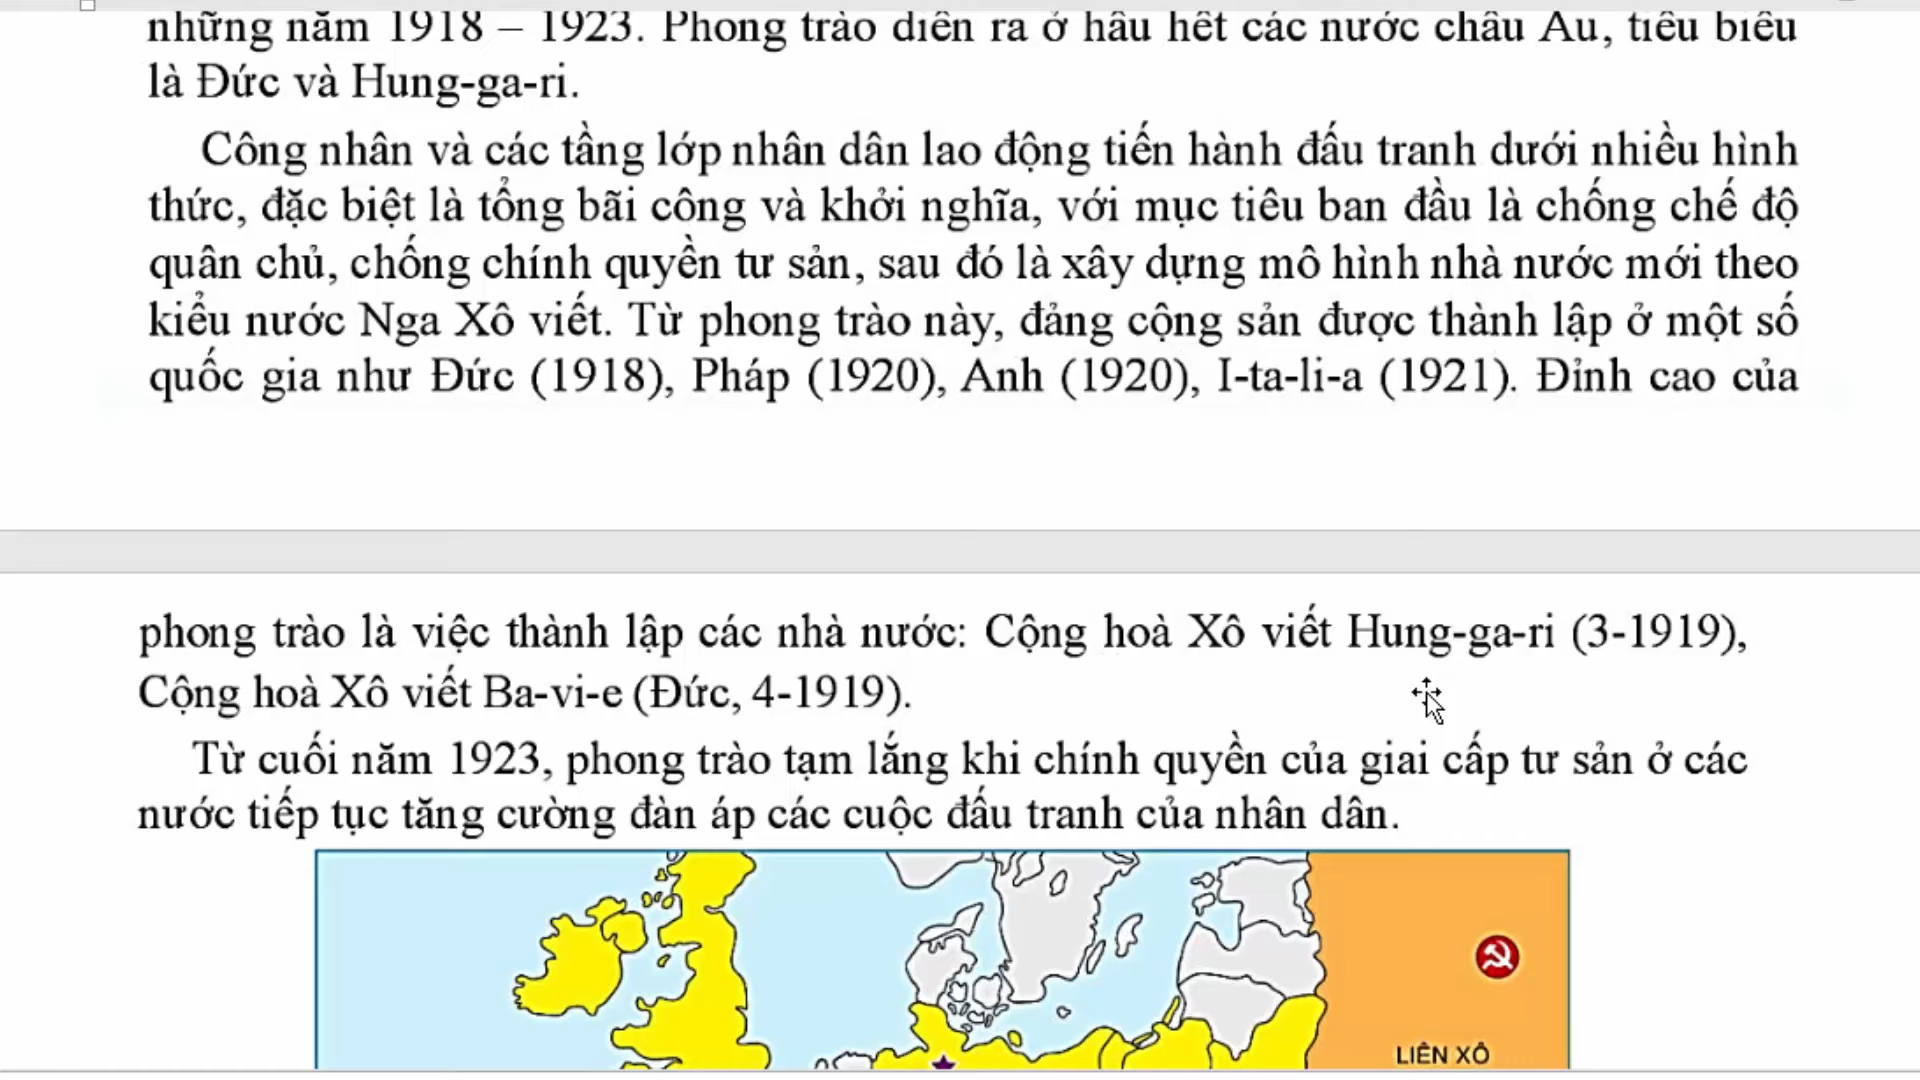 những năm 1918 – 1923. Phong trào diễn ra ở hầu hết các nước châu Âu, tiêu biểu
là Đức và Hung-ga-ri.
Công nhân và các tầng lớp nhân dân lao động tiến hành đấu tranh dưới nhiều hình
thức, đặc biệt là tổng bãi công và khởi nghĩa, với mục tiêu ban đầu là chống chế độ
quân chủ, chống chính quyền tư sản, sau đó là xây dựng mô hình nhà nước mới theo
kiểu nước Nga Xô viết. Từ phong trào này, đảng cộng sản được thành lập ở một số
quốc gia như Đức (1918), Pháp (1920), Anh (1920), I-ta-li-a (1921). Đỉnh cao của
phong trào là việc thành lập các nhà nước: Cộng hoà Xô viết Hung-ga-ri (3-1919),
Cộng hoà Xô viết Ba-vi-e (Đức, 4-1919).
Từ cuối năm 1923, phong trào tạm lắng khi chính quyền của giai cấp tư sản ở các
nước tiếp tục tăng cường đàn áp các cuộc đấu tranh của nhân dân.
LIÊN XÔ